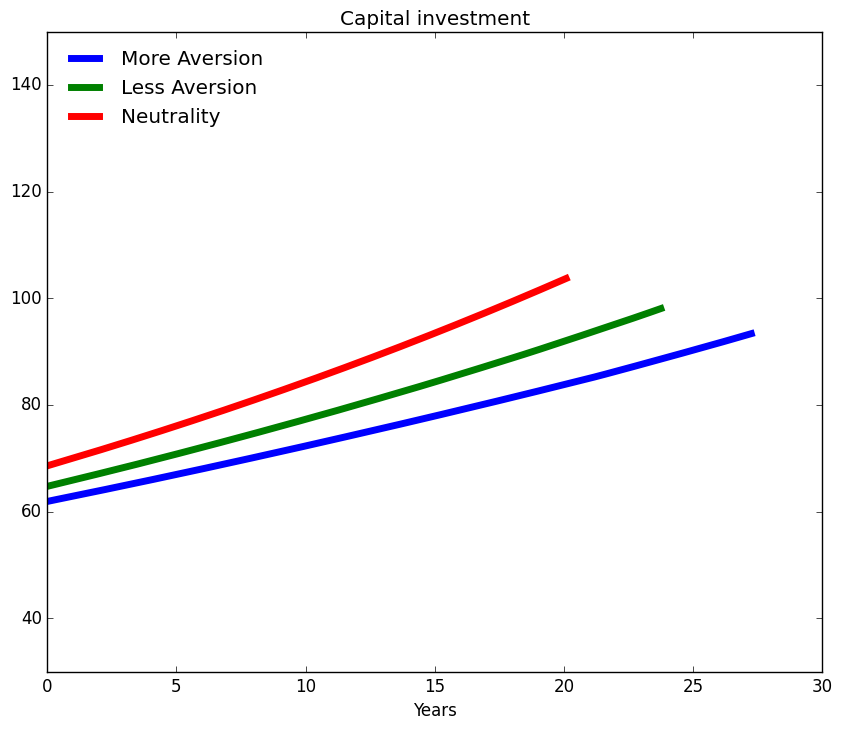 Capital investment
More Aversion
Less Aversion
Neutrality
140
120
100
80
60
40
0 5 10 15 20 25 30
Years